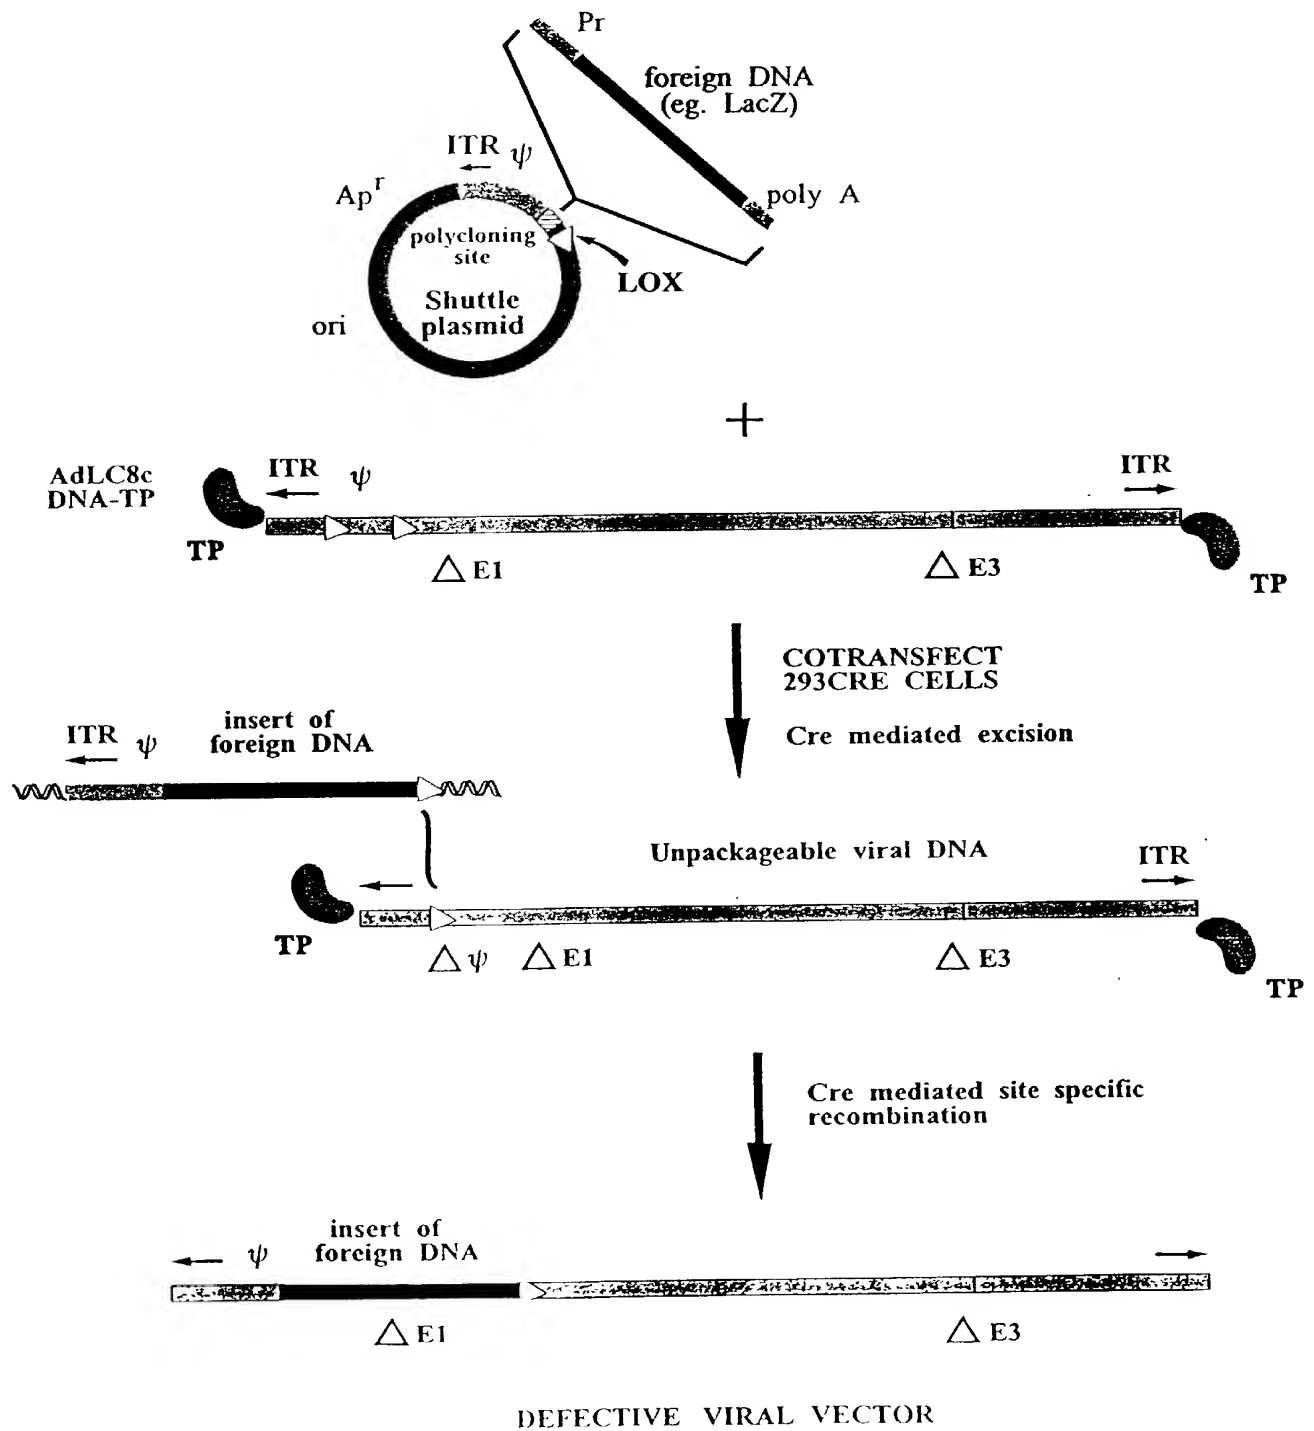 Pr
foreign DNA
(eg. LacZ)
poly A
ITR ψ
Apr
polycloning
site
LOX
Shuttle
plasmid
ori
+
AdLC8c
DNA-TP
ITR ψ
ITR
TP
△ E1
△ E3
TP
COTRANSFECT
293CRE CELLS
Cre mediated excision
ITR ψ
insert of
foreign DNA
Unpackageable viral DNA
ITR
TP
△ ψ
△ E1
△ E3
TP
Cre mediated site specific
recombination
ψ
insert of
foreign DNA
△ E1
△ E3
DEFECTIVE VIRAL VECTOR